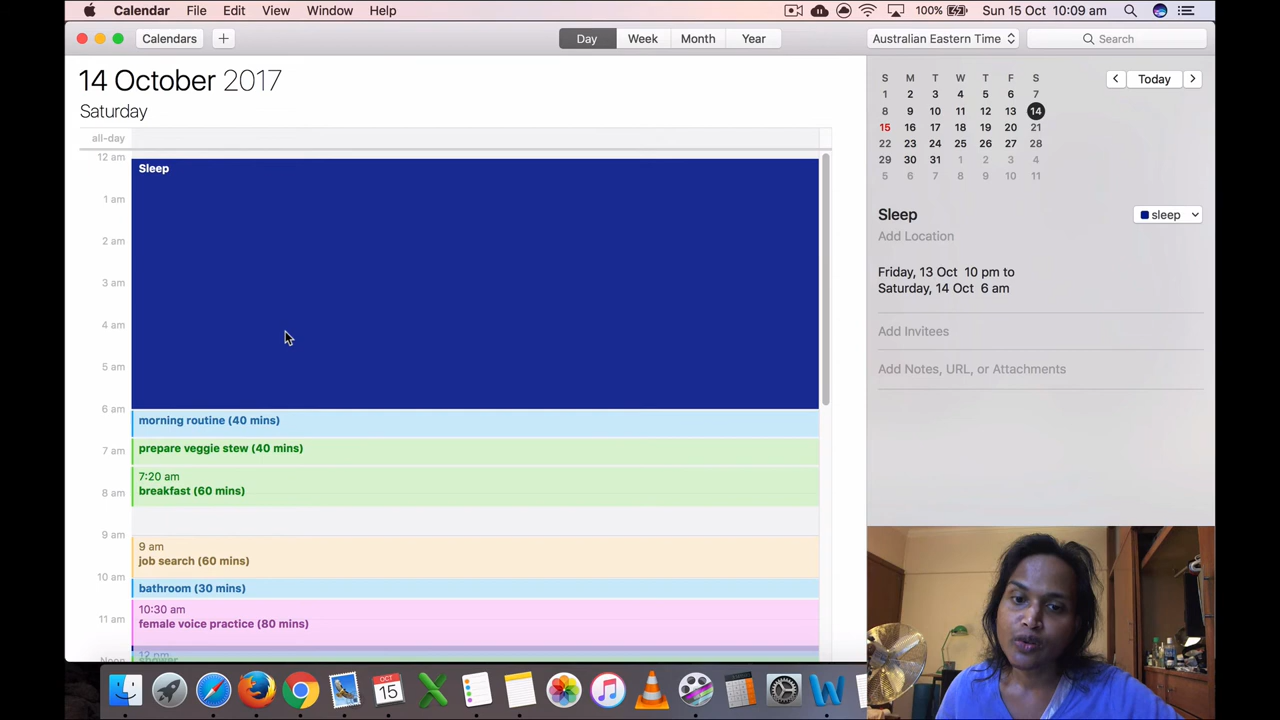 Calendar File Edit View Window Help 100% Sun 15 Oct 10:09 am
Calendars + Day Week Month Year Australian Eastern Time Search
14 October 2017
Saturday
all-day
12 am
Sleep
1 am
2 am
3 am
4 am
5 am
6 am
morning routine (40 mins)
7 am
prepare veggie stew (40 mins)
7:20 am
8 am
breakfast (60 mins)
9 am
9 am
job search (60 mins)
10 am
bathroom (30 mins)
10:30 am
11 am
female voice practice (80 mins)
12 pm
Noon
shower
S M T W T F S
1 2 3 4 5 6 7
8 9 10 11 12 13 14
15 16 17 18 19 20 21
22 23 24 25 26 27 28
29 30 31 1 2 3 4
5 6 7 8 9 10 11
Today
Sleep
sleep
Add Location
Friday, 13 Oct 10 pm to
Saturday, 14 Oct 6 am
Add Invitees
Add Notes, URL, or Attachments
OCT
15